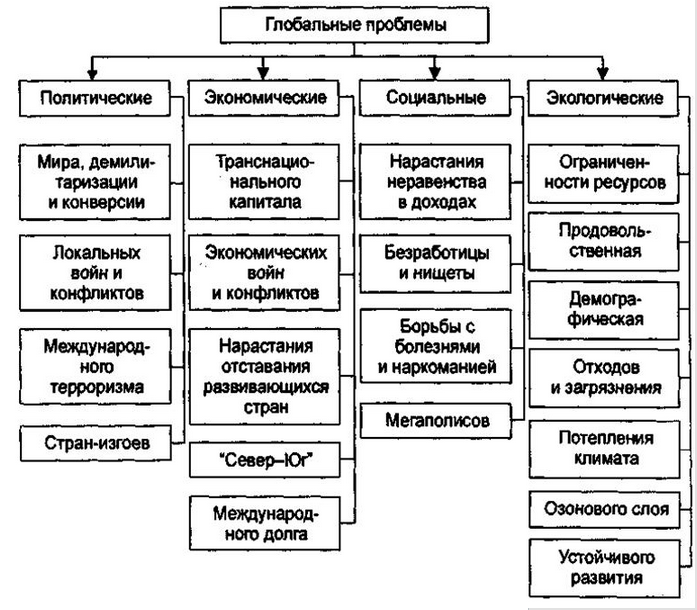 Глобальные проблемы
Политические
Экономические
Социальные
Экологические
Мира, демили-
таризации
и конверсии
Локальных
войн и
конфликтов
Международ-
ного
терроризма
Стран-изгоев
Транснацио-
нального
капитала
Экономических
войн
и конфликтов
Нарастания
отставания
развивающихся
стран
“Север–Юг”
Международ-
ного долга
Нарастания
неравенства
в доходах
Безработицы
и нищеты
Борьбы с
болезнями
и наркоманией
Мегаполисов
Ограничен-
ности ресурсов
Продоволь-
ственная
Демогра-
фическая
Отходов
и загрязнения
Потепления
климата
Озонового слоя
Устойчивого
развития